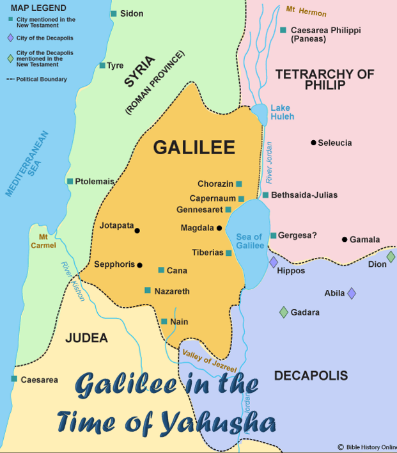 MAP LEGEND
City mentioned in the
New Testament
City of the Decapolis
City of the Decapolis
mentioned in the
New Testament
Political Boundary
Sidon
Mt Hermon
Caesarea Philippi
(Paneas)
Tyre
SYRIA
(ROMAN PROVINCE)
TETRARCHY OF
PHILIP
Lake
Huleh
MEDITERRANEAN
SEA
GALILEE
River Jordan
Seleucia
Ptolemais
Chorazin
Capernaum
Bethsaida-Julias
Gennesaret
Jotapata
Magdala
Mt
Carmel
Sea of
Galilee
Gergesa?
Gamala
Tiberias
Sepphoris
Cana
Hippos
Dion
River Kishon
Nazareth
Abila
Gadara
Nain
JUDEA
Valley of Jezreel
DECAPOLIS
Caesarea
Galilee in the
Time of Yahusha
© Bible History Online